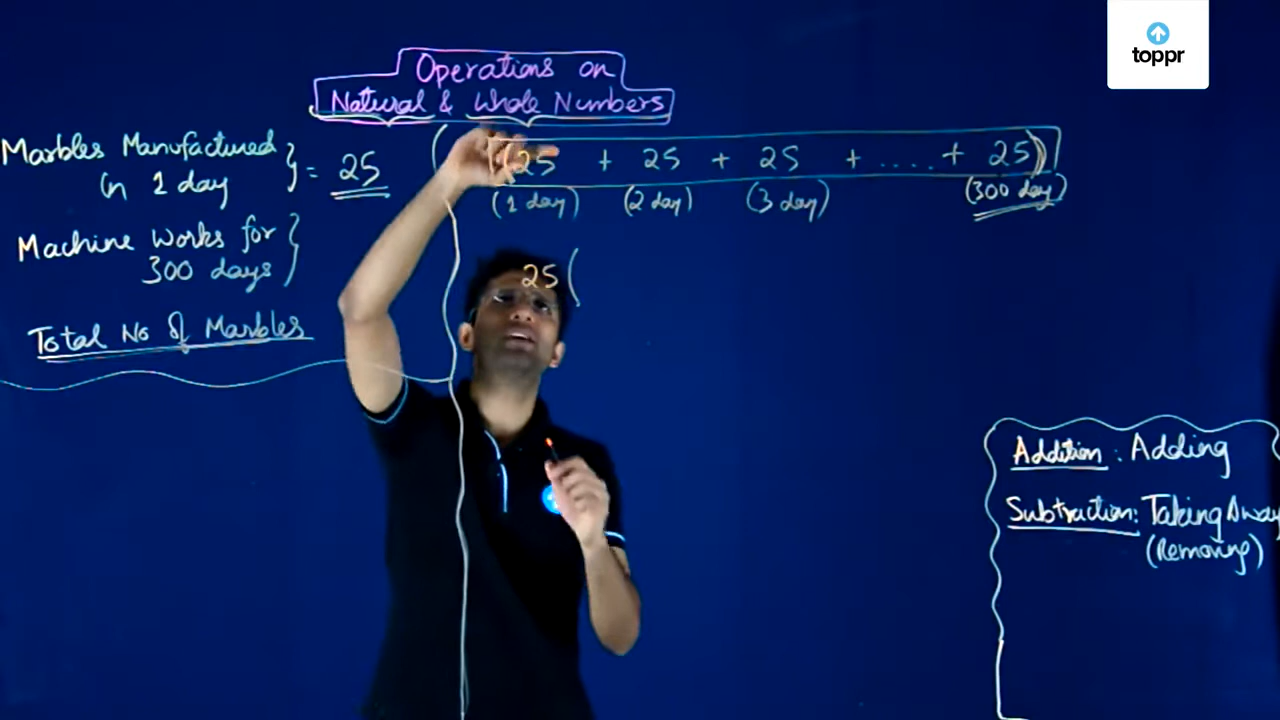 toppr
Operations on
Natural & Whole Numbers
Marbles Manufactured
in 1 day } = 25
(25 + 25 + 25 + ..... + 25)
(1 day) (2 day) (3 day) (300 day)
Machine Works for
300 days }
25 (
Total No of Marbles
Addition : Adding
Subtraction: Taking Away
(Removing)